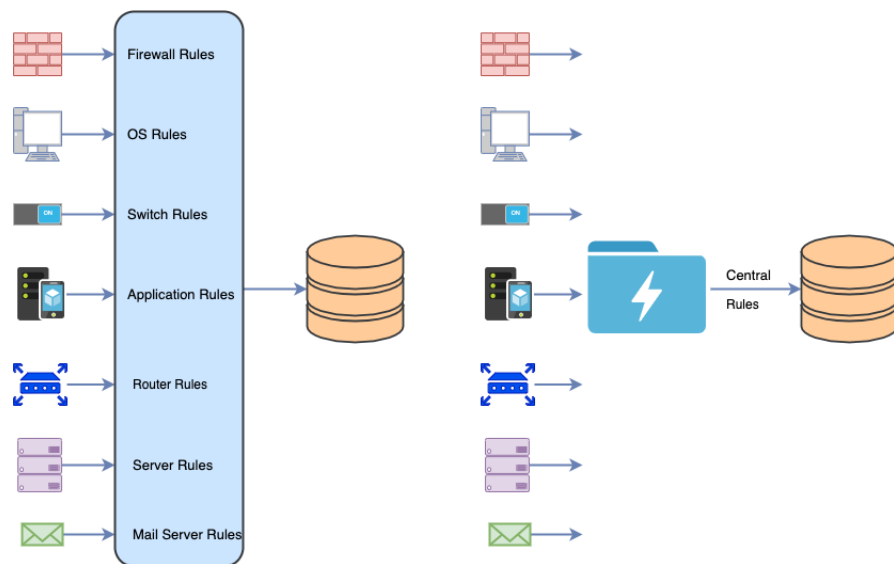 Firewall Rules
OS Rules
ON
Switch Rules
Application Rules
Router Rules
Server Rules
Mail Server Rules
ON
Central
Rules